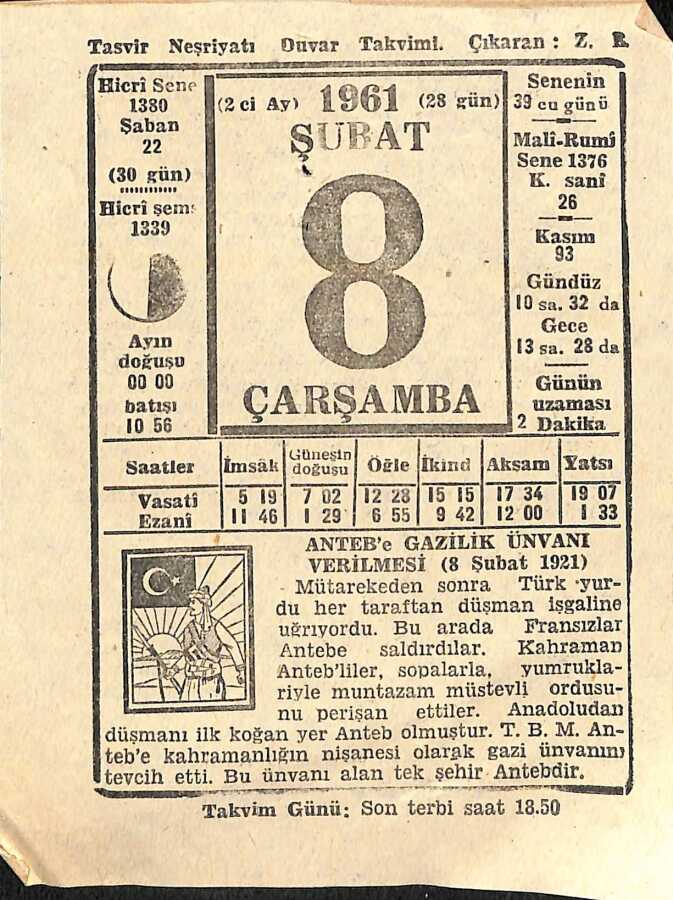 Tasvir Neşriyatı Duvar Takvimi. Çıkaran : Z. B.
Hicrî Sene
1380
Şaban
22
(30 gün)
Hicrî şems
1339
Ayın
doğuşu
00 00
batışı
10 56
(2 ci Ay) 1961 (28 gün)
ŞUBAT
8
ÇARŞAMBA
Senenin
39 cu günü
Malî-Rumî
Sene 1376
K. sanî
26
Kasım
93
Gündüz
10 sa. 32 da
Gece
13 sa. 28 da
Günün
uzaması
2 Dakika
Saatler İmsâk Güneşin doğuşu Öğle İkind Akşam Yatsı
Vasatî 5 19 7 02 12 28 15 15 17 34 19 07
Ezanî 11 46 1 29 6 55 9 42 12 00 1 33
ANTEB'e GAZİLİK ÜNVANI
VERİLMESİ (8 Şubat 1921)
Mütarekeden sonra Türk yur-
du her taraftan düşman işgaline
uğrıyordu. Bu arada Fransızlar
Antebe saldırdılar. Kahraman
Anteb'liler, sopalarla, yumrukla-
riyle muntazam müstevli ordusu-
nu perişan ettiler. Anadoludan
düşmanı ilk koğan yer Anteb olmuştur. T. B. M. An-
teb'e kahramanlığın nişanesi olarak gazi ünvanını
tevcih etti. Bu ünvanı alan tek şehir Antebdir.
Takvim Günü: Son terbi saat 18.50